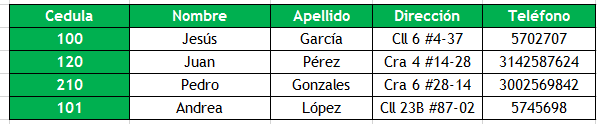 Cedula Nombre Apellido Dirección Teléfono
100 Jesús García Cll 6 #4-37 5702707
120 Juan Pérez Cra 4 #14-28 3142587624
210 Pedro Gonzales Cra 6 #28-14 3002569842
101 Andrea López Cll 23B #87-02 5745698